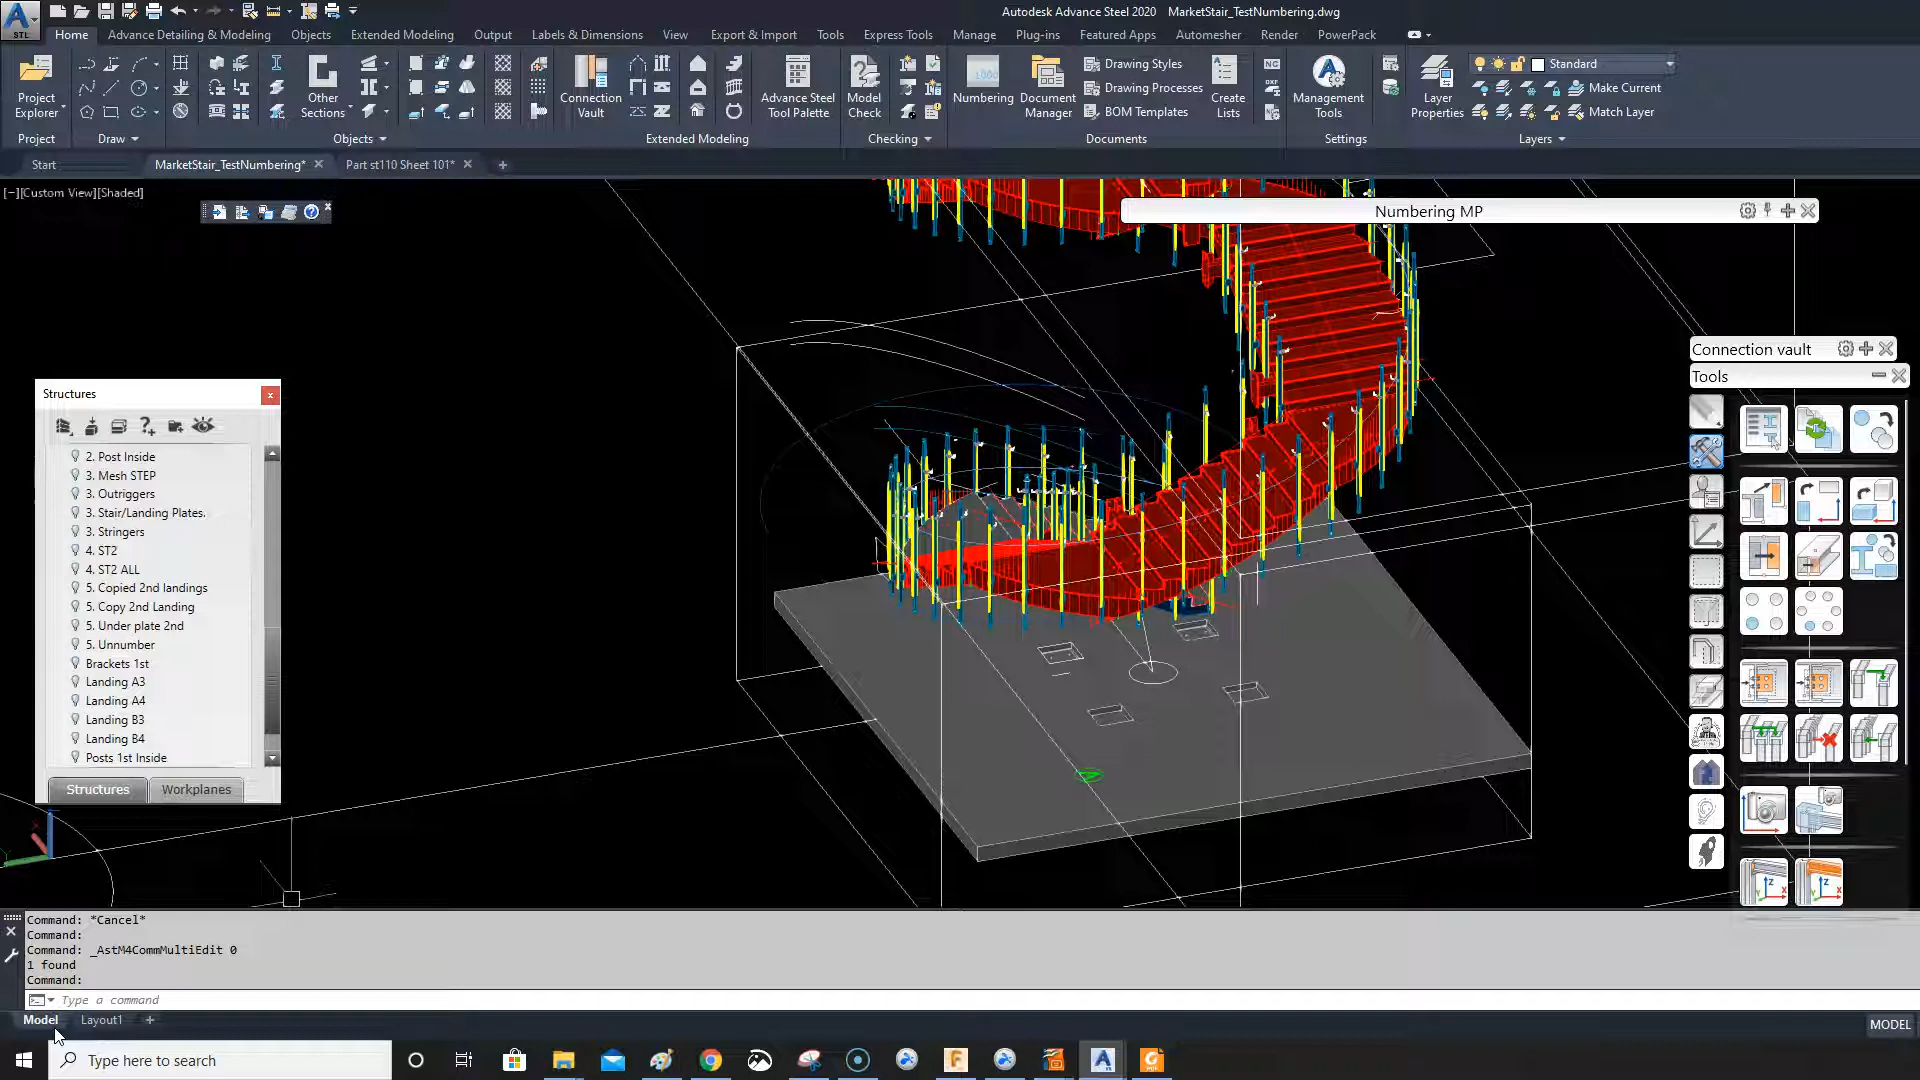 Autodesk Advance Steel 2020 MarketStair_TestNumbering.dwg
STL
Home Advance Detailing & Modeling Objects Extended Modeling Output Labels & Dimensions View Export & Import Tools Express Tools Manage Plug-ins Featured Apps Automesher Render PowerPack
Project Explorer
Other Sections
Connection Vault
Advance Steel Tool Palette
Model Check
Numbering
Document Manager
Drawing Styles
Drawing Processes
BOM Templates
Create Lists
NC
DXF
Management Tools
Layer Properties
Standard
Make Current
Match Layer
Project Draw Objects Extended Modeling Checking Documents Settings Layers
Start MarketStair_TestNumbering* Part st110 Sheet 101*
[−][Custom View][Shaded]
Numbering MP
Connection vault
Tools
Structures
2. Post Inside
3. Mesh STEP
3. Outriggers
3. Stair/Landing Plates.
3. Stringers
4. ST2
4. ST2 ALL
5. Copied 2nd landings
5. Copy 2nd Landing
5. Under plate 2nd
5. Unnumber
Brackets 1st
Landing A3
Landing A4
Landing B3
Landing B4
Posts 1st Inside
Structures Workplanes
Command: *Cancel*
Command:
Command: _AstM4CommMultiEdit 0
1 found
Command:
Type a command
Model Layout1 +
MODEL
Type here to search